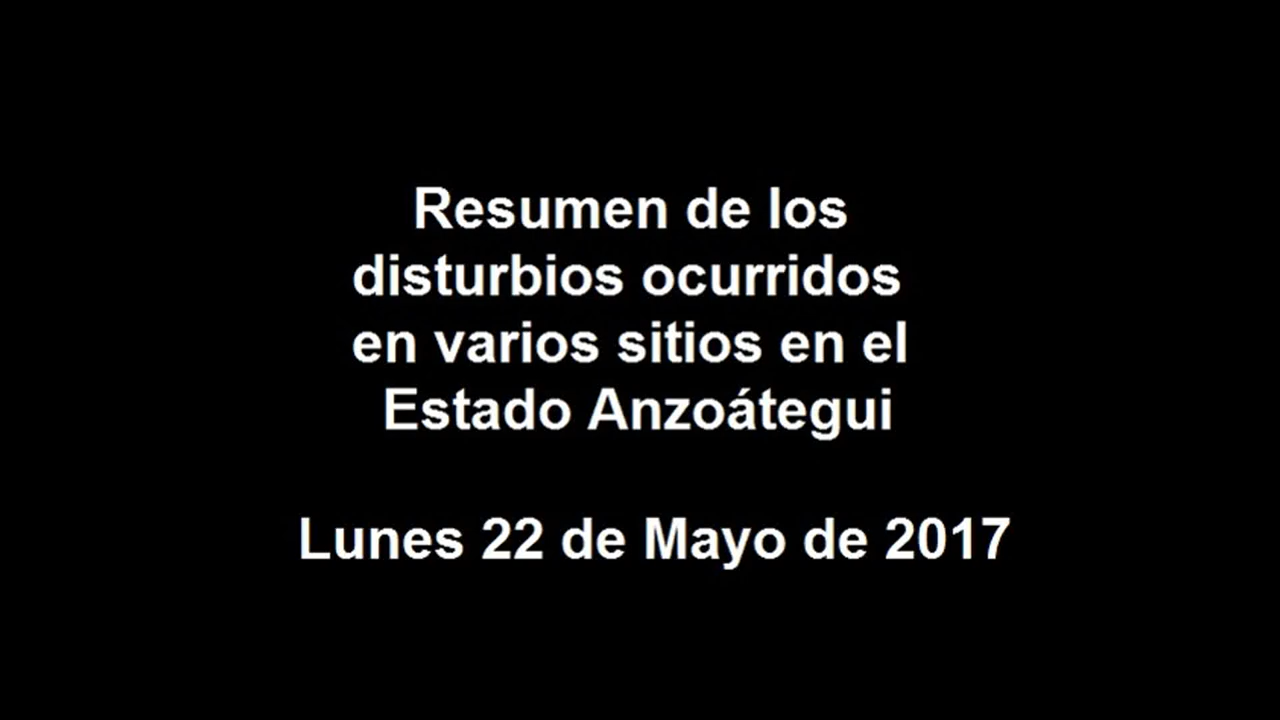 Resumen de los
disturbios ocurridos
en varios sitios en el
Estado Anzoátegui
Lunes 22 de Mayo de 2017